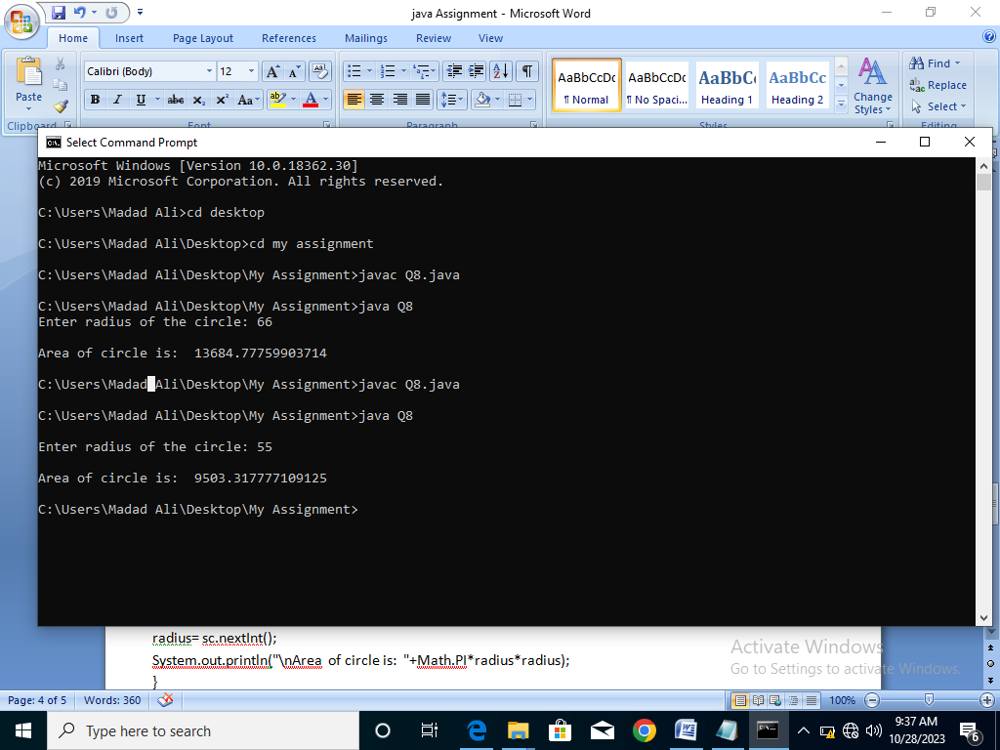 java Assignment - Microsoft Word
Home Insert Page Layout References Mailings Review View
Paste
Clipboard
Calibri (Body) 12
Font
Paragraph
AaBbCcDc AaBbCcDc AaBbC AaBbCc
¶ Normal ¶ No Spaci... Heading 1 Heading 2
Change Styles
Styles
Find
Replace
Select
Editing
Select Command Prompt
Microsoft Windows [Version 10.0.18362.30]
(c) 2019 Microsoft Corporation. All rights reserved.
C:\Users\Madad Ali>cd desktop
C:\Users\Madad Ali\Desktop>cd my assignment
C:\Users\Madad Ali\Desktop\My Assignment>javac Q8.java
C:\Users\Madad Ali\Desktop\My Assignment>java Q8
Enter radius of the circle: 66
Area of circle is:  13684.77759903714
C:\Users\Madad Ali\Desktop\My Assignment>javac Q8.java
C:\Users\Madad Ali\Desktop\My Assignment>java Q8
Enter radius of the circle: 55
Area of circle is:  9503.317777109125
C:\Users\Madad Ali\Desktop\My Assignment>
radius= sc.nextInt();
System.out.println("\nArea of circle is: "+Math.PI*radius*radius);
}
Activate Windows
Go to Settings to activate Windows.
Page: 4 of 5 Words: 360 100%
Type here to search
9:37 AM
10/28/2023
6